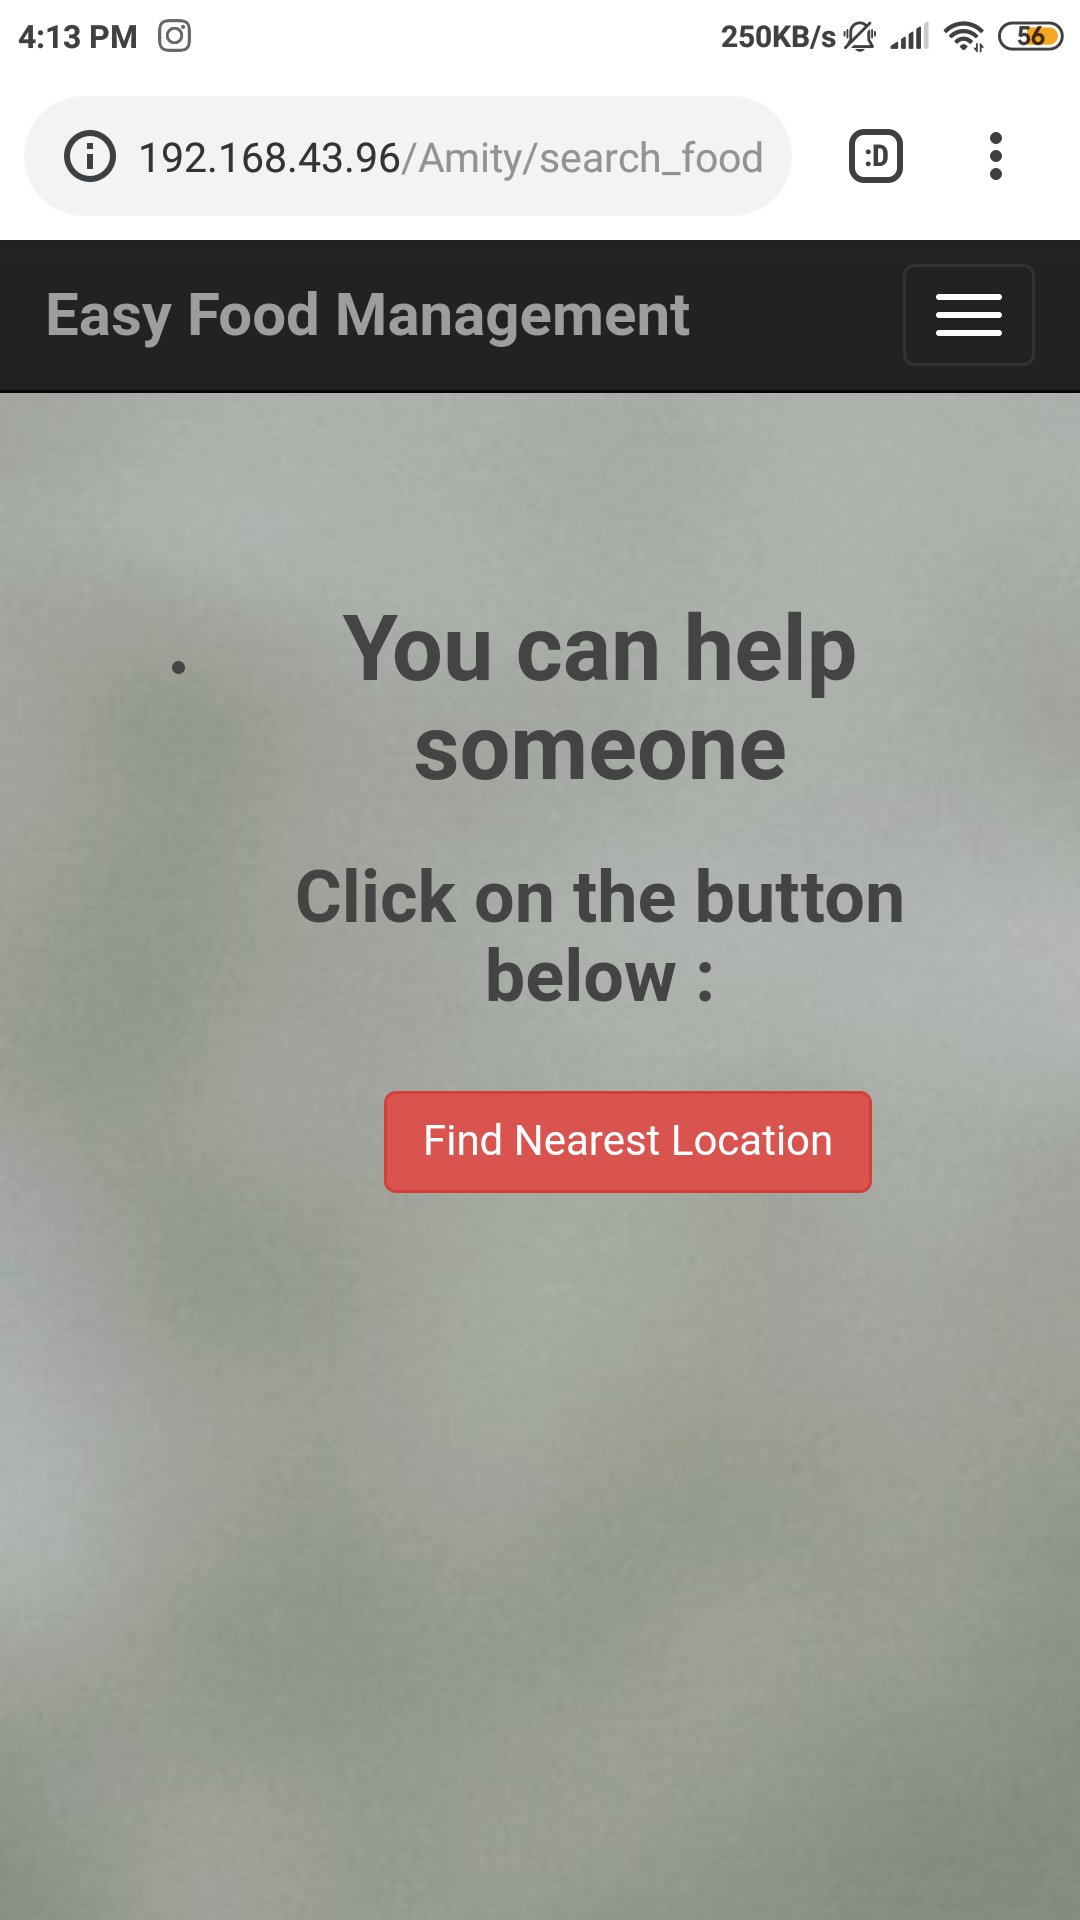 4:13 PM 250KB/s 56
192.168.43.96/Amity/search_food :D
Easy Food Management
• You can help
someone
Click on the button
below :
Find Nearest Location